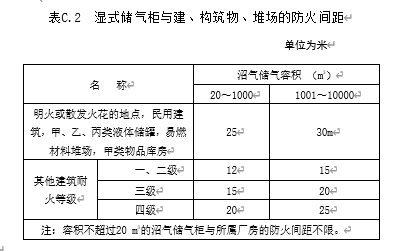 表C.2 湿式储气柜与建、构筑物、堆场的防火间距
单位为米
名 称
沼气储气容积 （㎥）
20～1000
1001～10000
明火或散发火花的地点，民用建
筑，甲、乙、丙类液体储罐，易燃
材料堆场，甲类物品库房
25
30m
其他建筑耐
火等级
一、二级
12
15
三级
15
20
四级
20
25
注：容积不超过20 ㎥的沼气储气柜与所属厂房的防火间距不限。